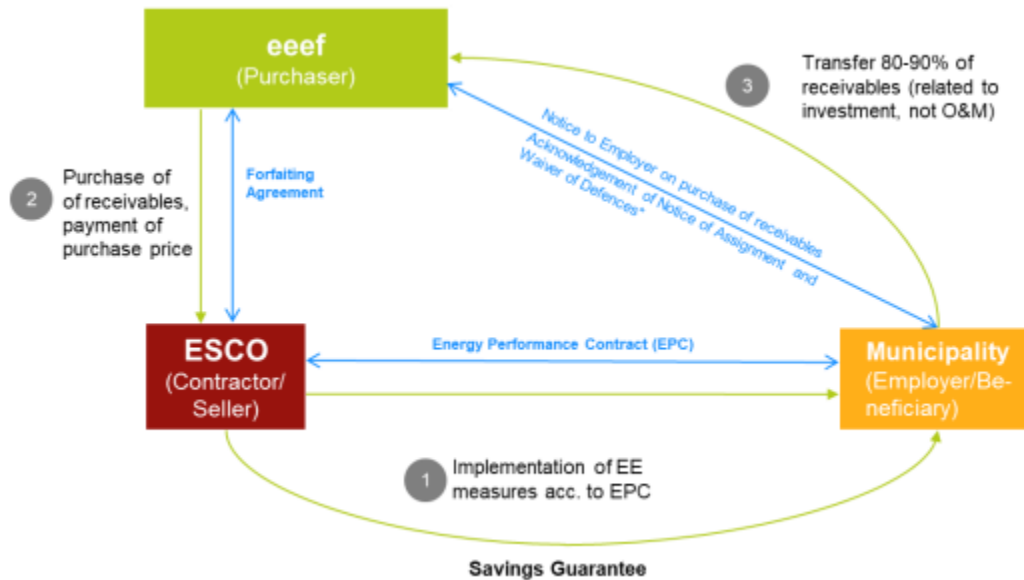 eeef
(Purchaser)
3
Transfer 80-90% of
receivables (related to
investment, not O&M)
Notice to Employer on purchase of receivables
Acknowledgement of Notice of Assignment and
Waiver of Defences*
2
Purchase of
of receivables,
payment of
purchase price
Forfaiting
Agreement
ESCO
(Contractor/
Seller)
Energy Performance Contract (EPC)
Municipality
(Employer/Be-
neficiary)
1
Implementation of EE
measures acc. to EPC
Savings Guarantee